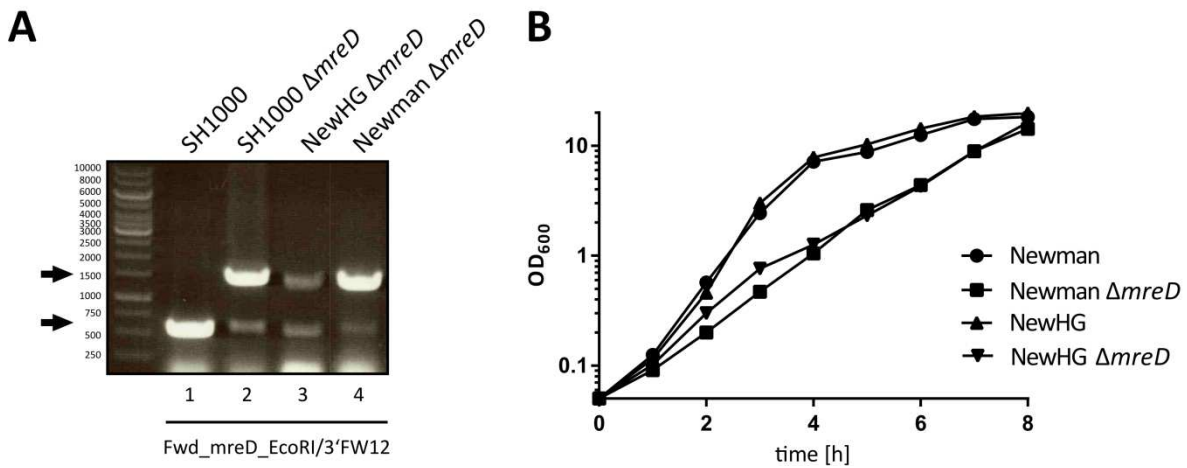 A
SH1000
SH1000 ΔmreD
NewHG ΔmreD
Newman ΔmreD
10000
8000
6000
5000
4000
3500
3000
2500
2000
1500
1000
750
500
250
1 2 3 4
Fwd_mreD_EcoRI/3‘FW12
B
OD600
10
1
0.1
0 2 4 6 8
time [h]
Newman
Newman ΔmreD
NewHG
NewHG ΔmreD